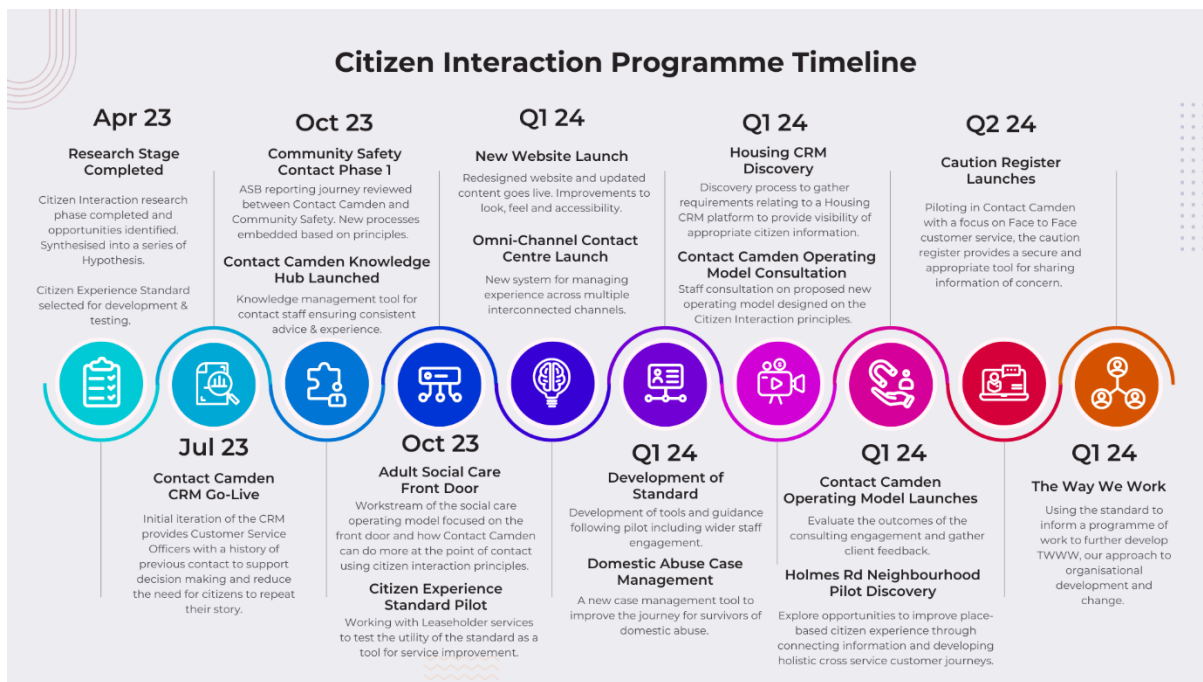 Citizen Interaction Programme Timeline
Apr 23
Research Stage
Completed
Citizen Interaction research
phase completed and
opportunities identified.
Synthesised into a series of
Hypothesis.
Citizen Experience Standard
selected for development &
testing.
Jul 23
Contact Camden
CRM Go-Live
Initial iteration of the CRM
provides Customer Service
Officers with a history of
previous contact to support
decision making and reduce
the need for citizens to repeat
their story.
Oct 23
Community Safety
Contact Phase 1
ASB reporting journey reviewed
between Contact Camden and
Community Safety. New processes
embedded based on principles.
Contact Camden Knowledge
Hub Launched
Knowledge management tool for
contact staff ensuring consistent
advice & experience.
Oct 23
Adult Social Care
Front Door
Workstream of the social care
operating model focused on the
front door and how Contact Camden
can do more at the point of contact
using citizen interaction principles.
Citizen Experience
Standard Pilot
Working with Leaseholder services
to test the utility of the standard as a
tool for service improvement.
Q1 24
New Website Launch
Redesigned website and updated
content goes live. Improvements to
look, feel and accessibility.
Omni-Channel Contact
Centre Launch
New system for managing
experience across multiple
interconnected channels.
Q1 24
Development of
Standard
Development of tools and guidance
following pilot including wider staff
engagement.
Domestic Abuse Case
Management
A new case management tool to
improve the journey for survivors of
domestic abuse.
Q1 24
Housing CRM
Discovery
Discovery process to gather
requirements relating to a Housing
CRM platform to provide visibility of
appropriate citizen information.
Contact Camden Operating
Model Consultation
Staff consultation on proposed new
operating model designed on the
Citizen Interaction principles.
Q1 24
Contact Camden
Operating Model Launches
Evaluate the outcomes of the
consulting engagement and gather
client feedback.
Holmes Rd Neighbourhood
Pilot Discovery
Explore opportunities to improve place-
based citizen experience through
connecting information and developing
holistic cross service customer journeys.
Q2 24
Caution Register
Launches
Piloting in Contact Camden
with a focus on Face to Face
customer service, the caution
register provides a secure and
appropriate tool for sharing
information of concern.
Q1 24
The Way We Work
Using the standard to
inform a programme of
work to further develop
TWWW, our approach to
organisational
development and
change.